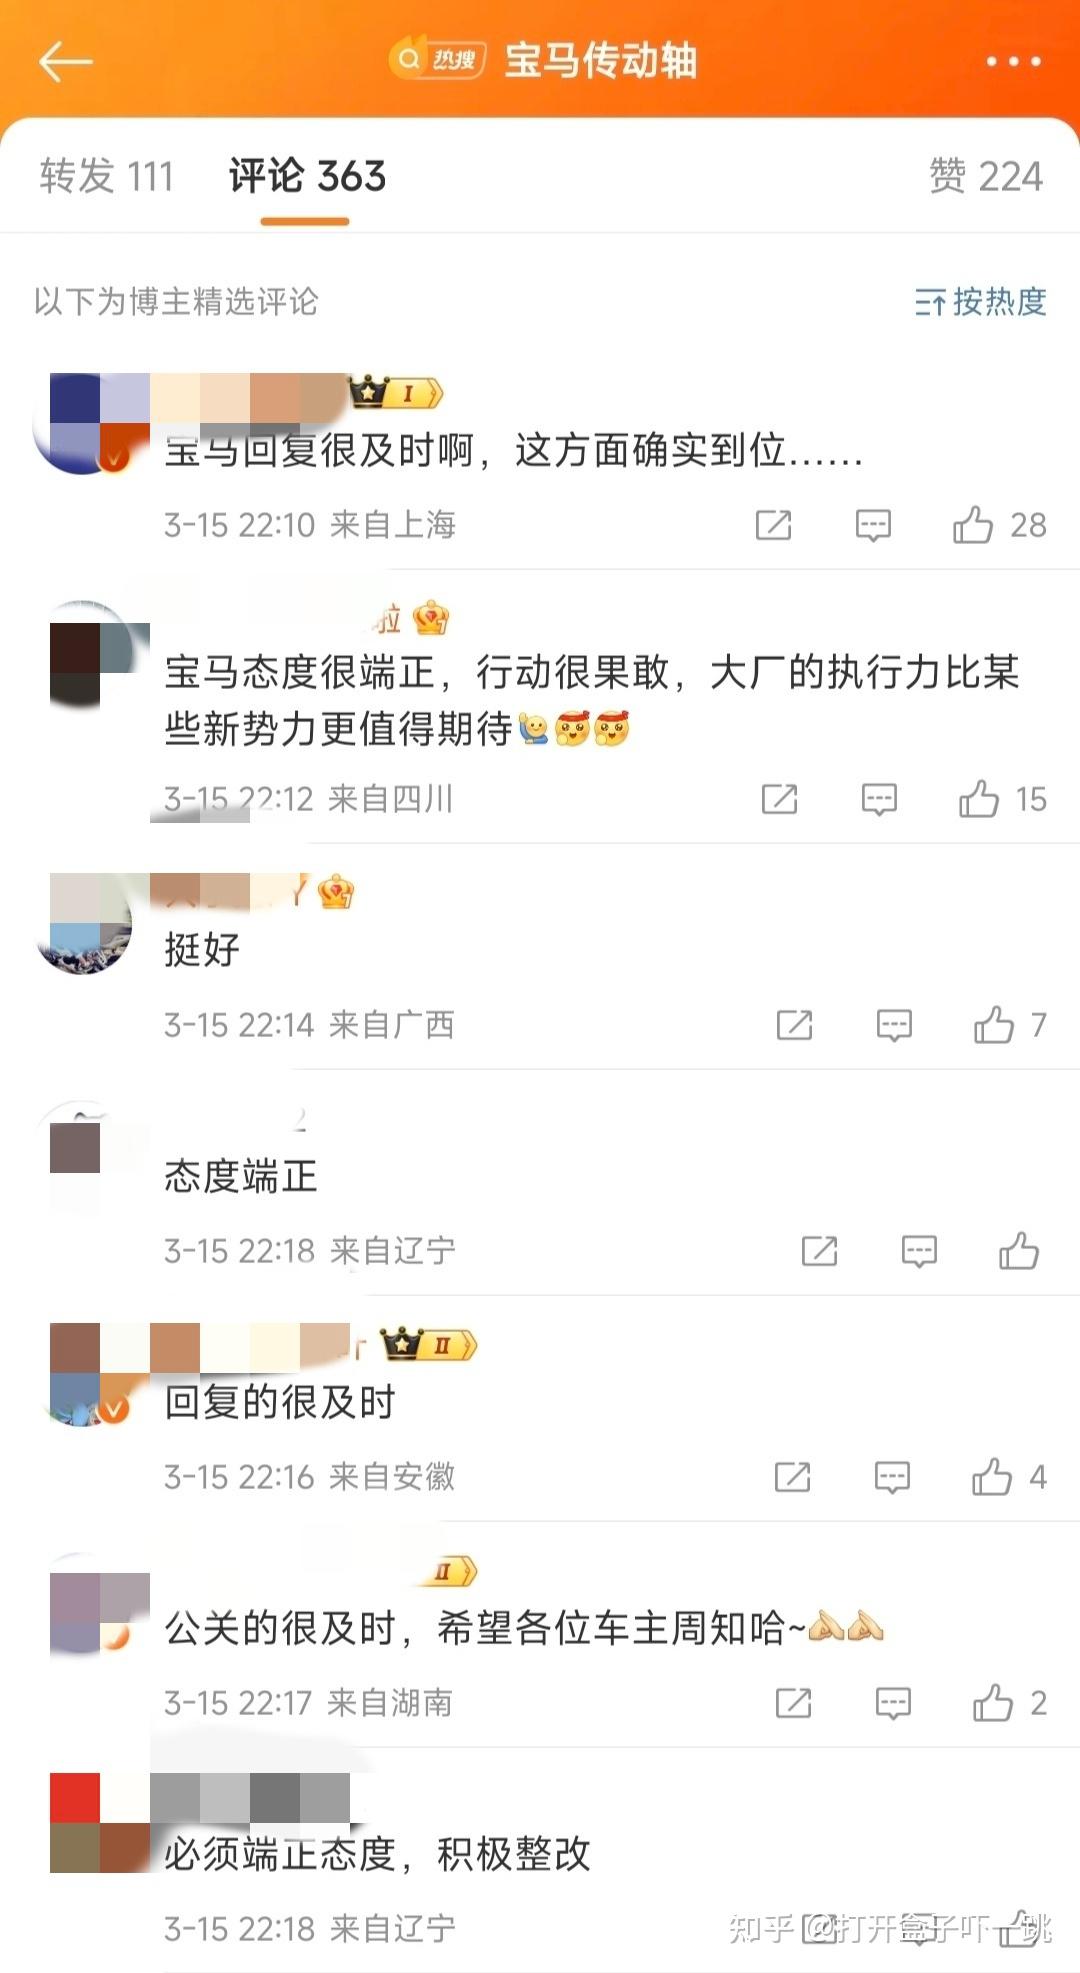 热搜 宝马传动轴
转发 111 评论 363 赞 224
以下为博主精选评论 按热度
I
宝马回复很及时啊，这方面确实到位……
3-15 22:10 来自上海 28
啦
宝马态度很端正，行动很果敢，大厂的执行力比某
些新势力更值得期待
3-15 22:12 来自四川 15
Y
挺好
3-15 22:14 来自广西 7
2
态度端正
3-15 22:18 来自辽宁
II
回复的很及时
3-15 22:16 来自安徽 4
II
公关的很及时，希望各位车主周知哈~
3-15 22:17 来自湖南 2
必须端正态度，积极整改
3-15 22:18 来自辽宁
知乎 @打开盒子吓一跳